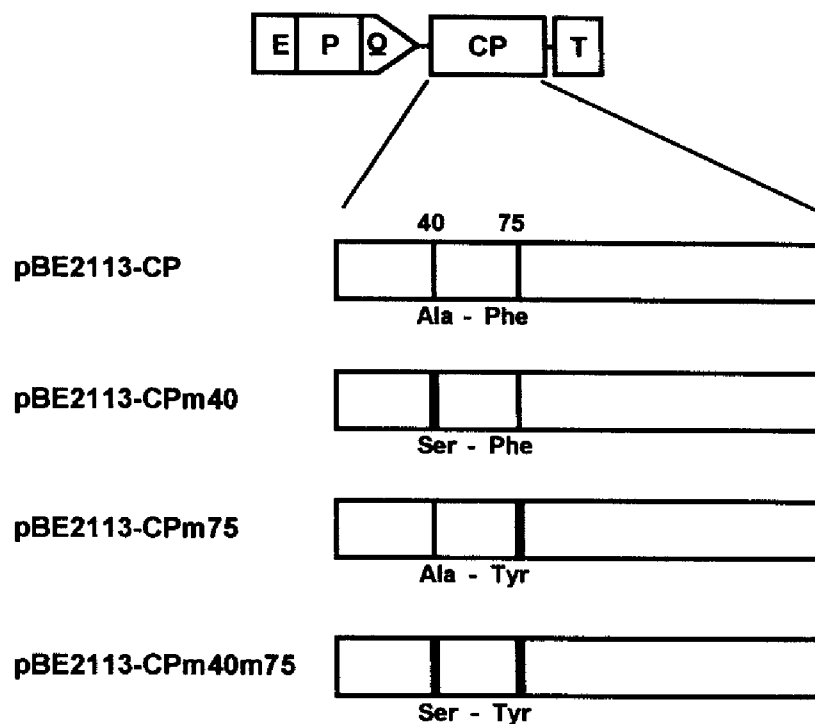 E P Ω CP T
40 75
pBE2113-CP
Ala - Phe
pBE2113-CPm40
Ser - Phe
pBE2113-CPm75
Ala - Tyr
pBE2113-CPm40m75
Ser - Tyr